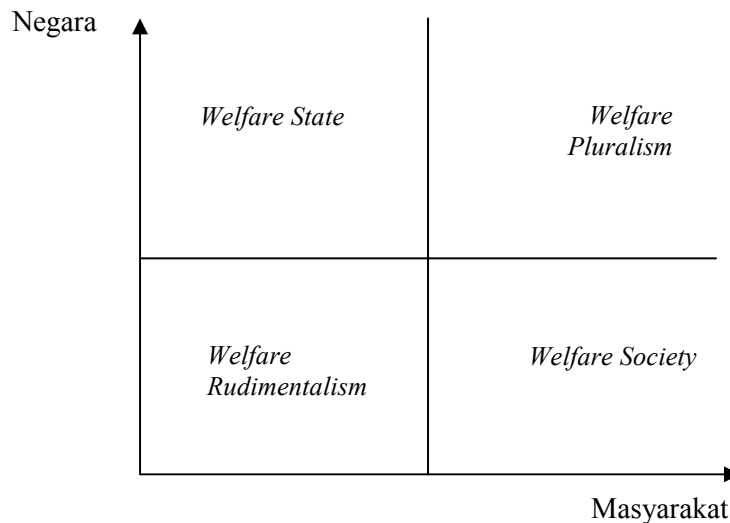 Negara
Welfare State
Welfare
Pluralism
Welfare
Rudimentalism
Welfare Society
Masyarakat